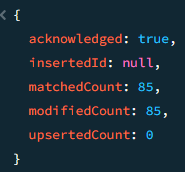 < {
acknowledged: true,
insertedId: null,
matchedCount: 85,
modifiedCount: 85,
upsertedCount: 0
}